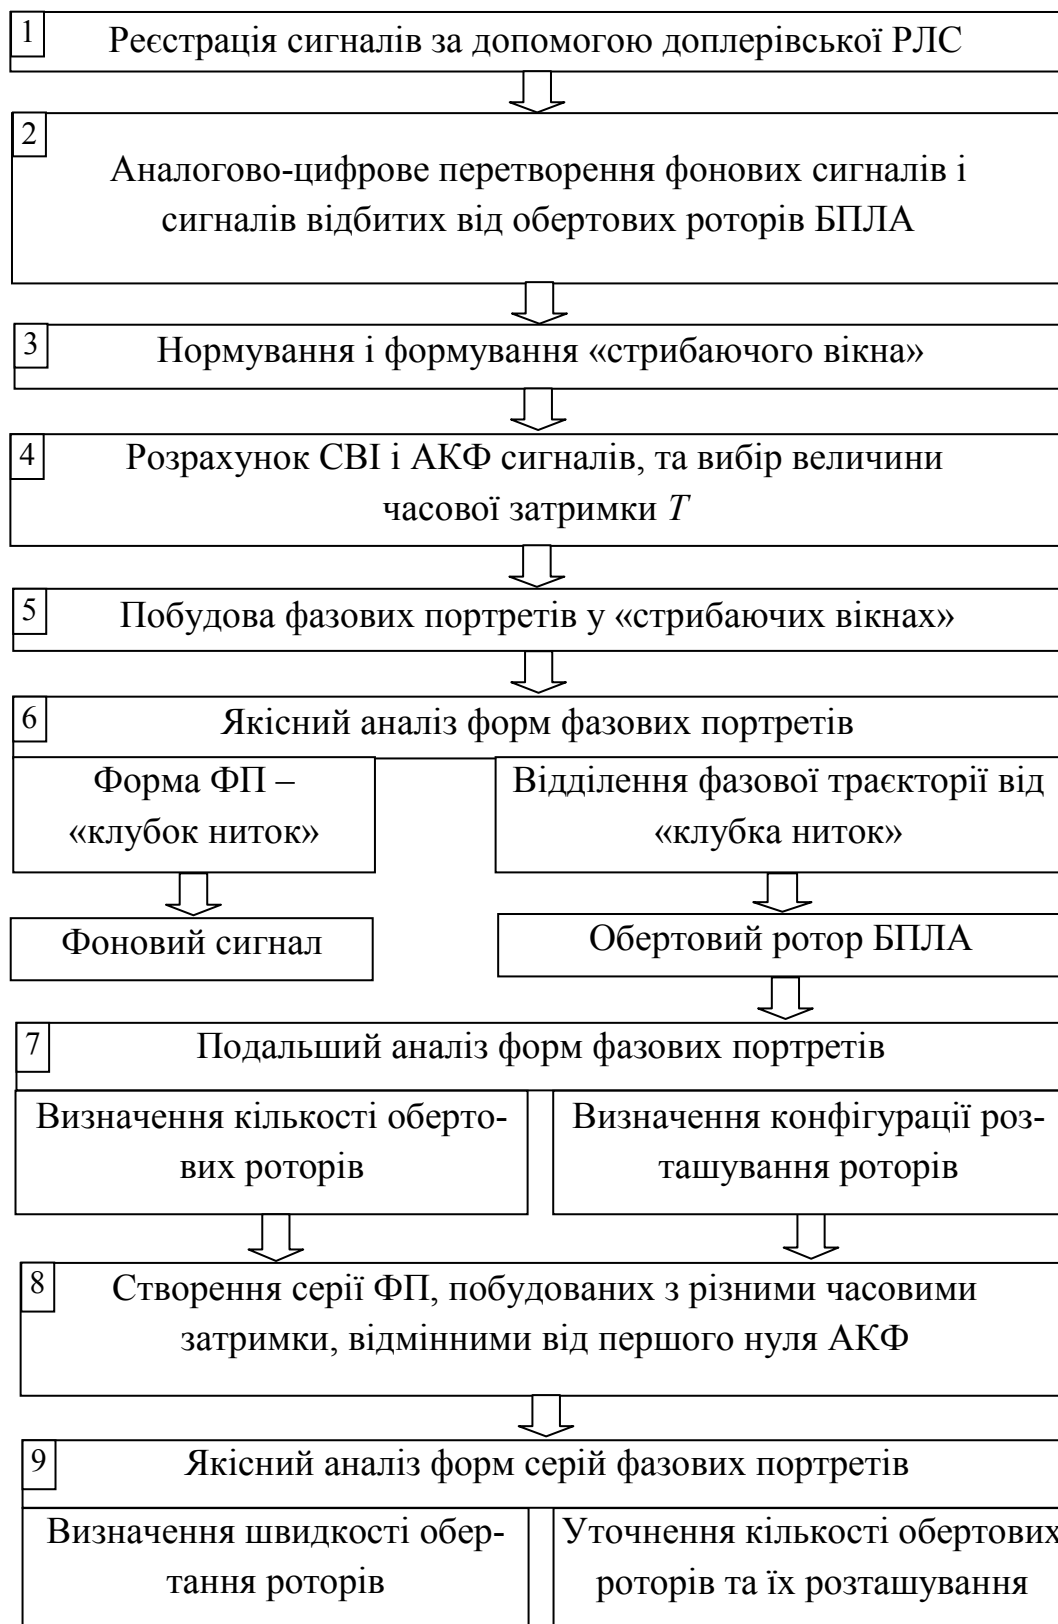 1
Реєстрація сигналів за допомогою доплерівської РЛС
2
Аналогово-цифрове перетворення фонових сигналів і
сигналів відбитих від обертових роторів БПЛА
3
Нормування і формування «стрибаючого вікна»
4
Розрахунок СВІ і АКФ сигналів, та вибір величини
часової затримки T
5
Побудова фазових портретів у «стрибаючих вікнах»
6
Якісний аналіз форм фазових портретів
Форма ФП –
«клубок ниток»
Відділення фазової траєкторії від
«клубка ниток»
Фоновий сигнал
Обертовий ротор БПЛА
7
Подальший аналіз форм фазових портретів
Визначення кількості оберто-
вих роторів
Визначення конфігурації роз-
ташування роторів
8
Створення серії ФП, побудованих з різними часовими
затримки, відмінними від першого нуля АКФ
9
Якісний аналіз форм серій фазових портретів
Визначення швидкості обер-
тання роторів
Уточнення кількості обертових
роторів та їх розташування